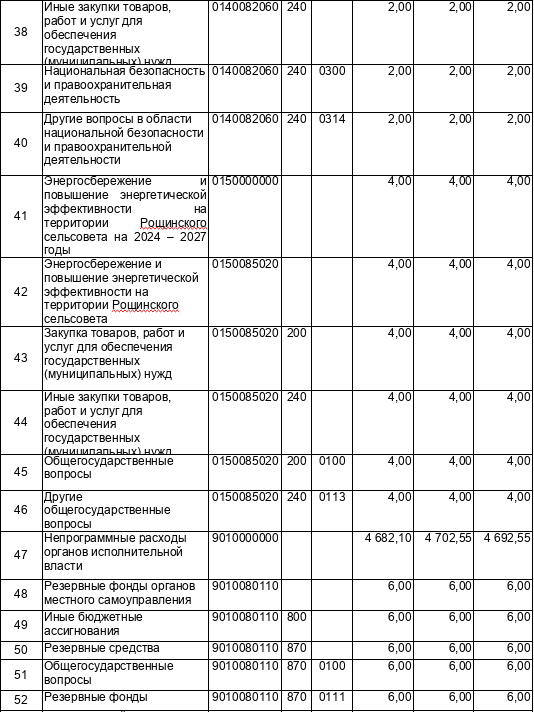 38 Иные закупки товаров, 0140082060 240 2,00 2,00 2,00
работ и услуг для
обеспечения
государственных
(муниципальных) нужд
39 Национальная безопасность 0140082060 240 0300 2,00 2,00 2,00
и правоохранительная
деятельность
40 Другие вопросы в области 0140082060 240 0314 2,00 2,00 2,00
национальной безопасности
и правоохранительной
деятельности
41 Энергосбережение и 0150000000 4,00 4,00 4,00
повышение энергетической
эффективности на
территории Рощинского
сельсовета на 2024 – 2027
годы
42 Энергосбережение и 0150085020 4,00 4,00 4,00
повышение энергетической
эффективности на
территории Рощинского
сельсовета
43 Закупка товаров, работ и 0150085020 200 4,00 4,00 4,00
услуг для обеспечения
государственных
(муниципальных) нужд
44 Иные закупки товаров, 0150085020 240 4,00 4,00 4,00
работ и услуг для
обеспечения
государственных
(муниципальных) нужд
45 Общегосударственные 0150085020 200 0100 4,00 4,00 4,00
вопросы
46 Другие 0150085020 240 0113 4,00 4,00 4,00
общегосударственные
вопросы
47 Непрограммные расходы 9010000000 4 682,10 4 702,55 4 692,55
органов исполнительной
власти
48 Резервные фонды органов 9010080110 6,00 6,00 6,00
местного самоуправления
49 Иные бюджетные 9010080110 800 6,00 6,00 6,00
ассигнования
50 Резервные средства 9010080110 870 6,00 6,00 6,00
51 Общегосударственные 9010080110 870 0100 6,00 6,00 6,00
вопросы
52 Резервные фонды 9010080110 870 0111 6,00 6,00 6,00